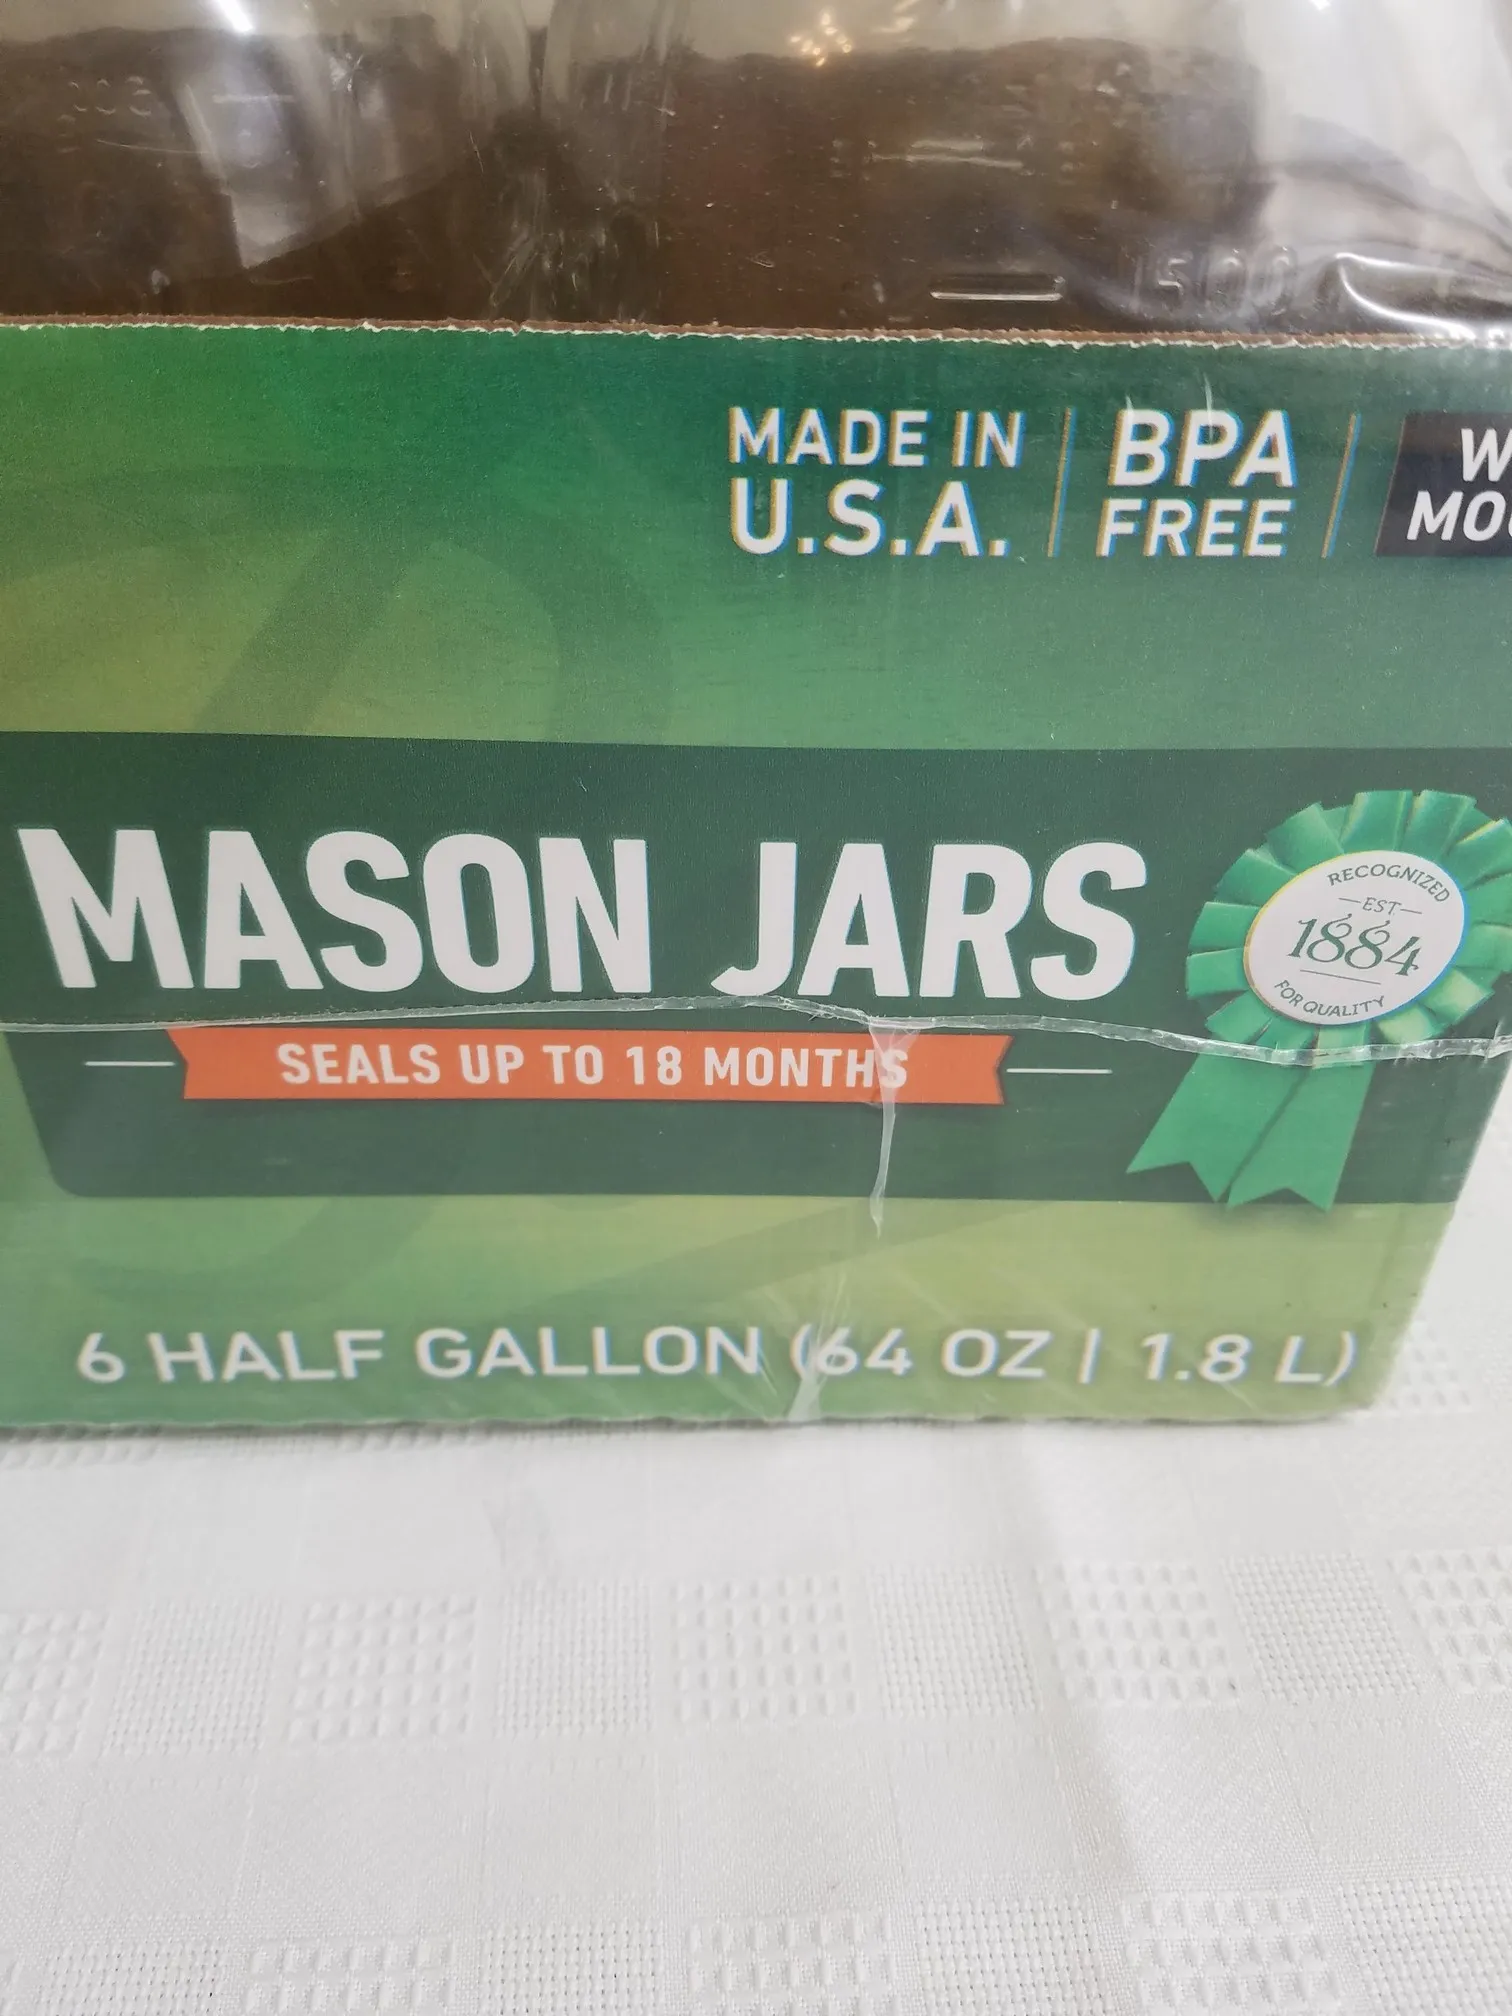 MADE IN
U.S.A.
BPA
FREE
MASON JARS
RECOGNIZED
EST.
1884
FOR QUALITY
SEALS UP TO 18 MONTHS
6 HALF GALLON (64 OZ | 1.8 L)